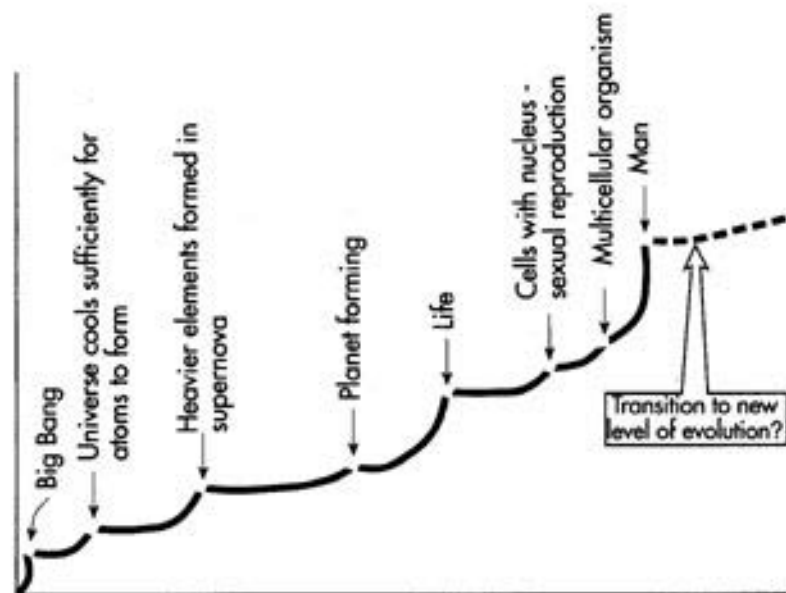 Big Bang
Universe cools sufficiently for
atoms to form
Heavier elements formed in
supernova
Planet forming
Life
Cells with nucleus -
sexual reproduction
Multicellular organism
Man
Transition to new
level of evolution?